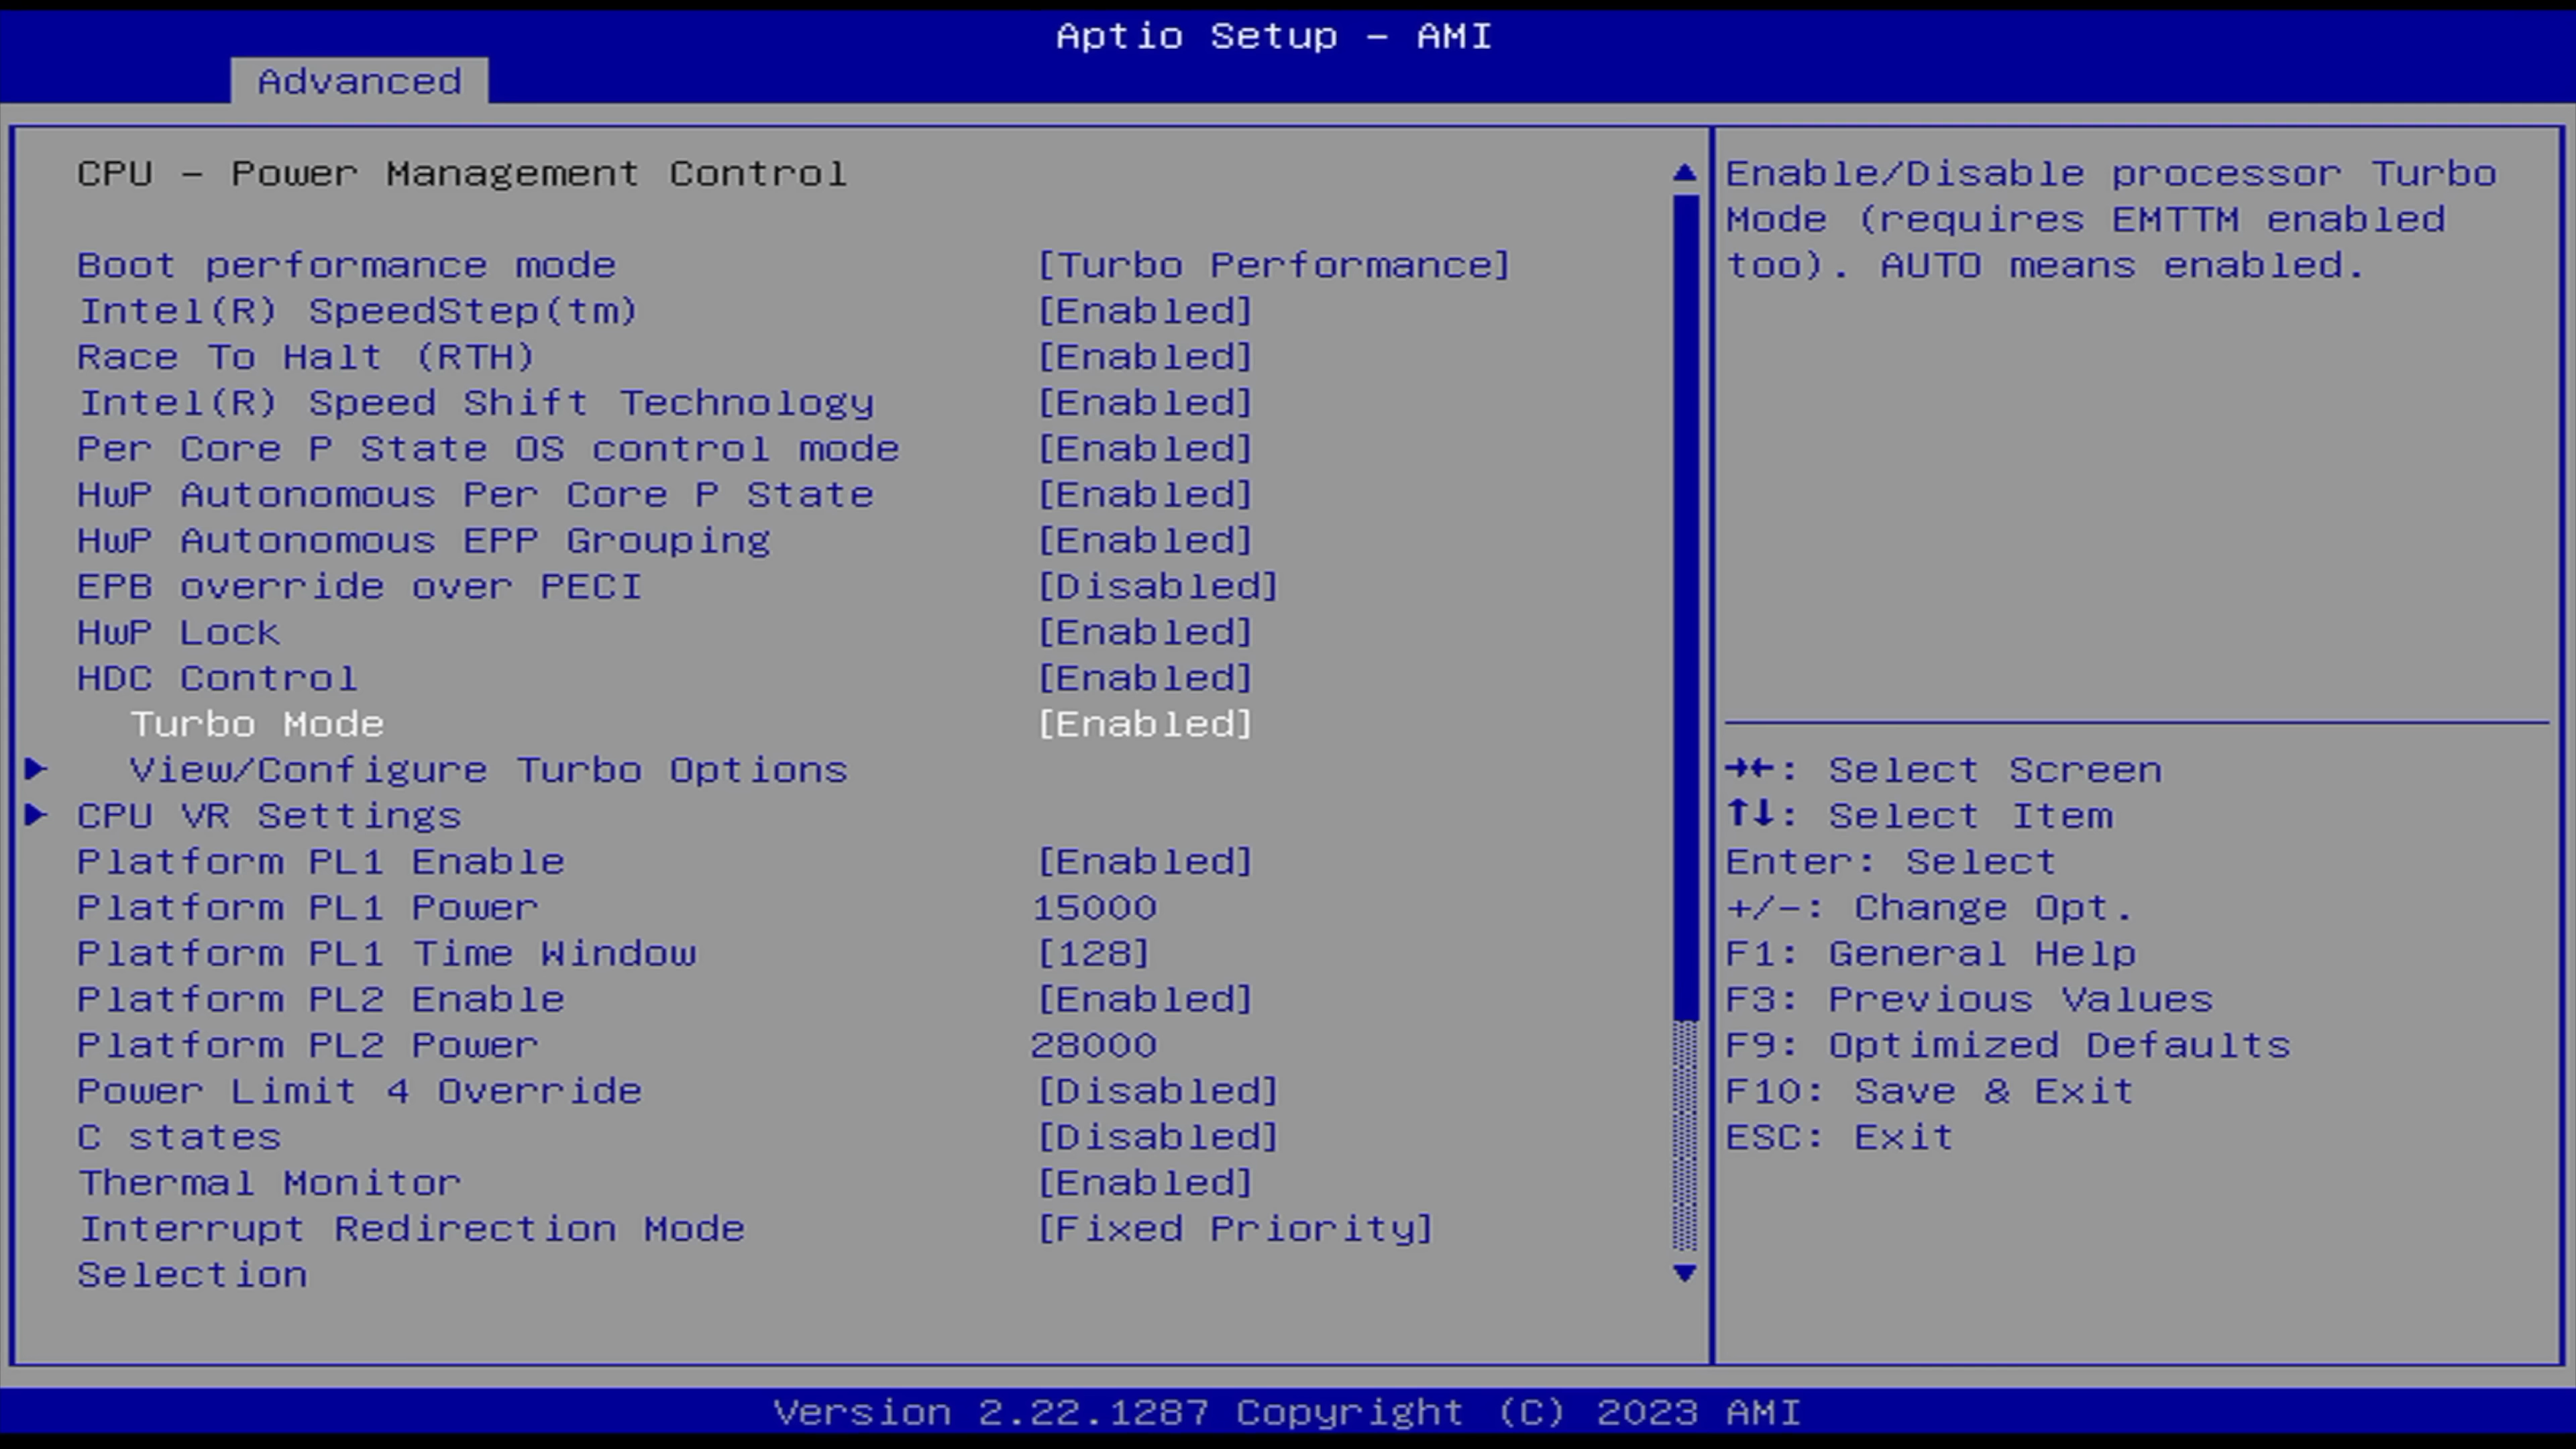 Aptio Setup - AMI
Advanced
CPU - Power Management Control
Boot performance mode [Turbo Performance]
Intel(R) SpeedStep(tm) [Enabled]
Race To Halt (RTH) [Enabled]
Intel(R) Speed Shift Technology [Enabled]
Per Core P State OS control mode [Enabled]
HwP Autonomous Per Core P State [Enabled]
HwP Autonomous EPP Grouping [Enabled]
EPB override over PECI [Disabled]
HwP Lock [Enabled]
HDC Control [Enabled]
Turbo Mode [Enabled]
View/Configure Turbo Options
CPU VR Settings
Platform PL1 Enable [Enabled]
Platform PL1 Power 15000
Platform PL1 Time Window [128]
Platform PL2 Enable [Enabled]
Platform PL2 Power 28000
Power Limit 4 Override [Disabled]
C states [Disabled]
Thermal Monitor [Enabled]
Interrupt Redirection Mode [Fixed Priority]
Selection
Enable/Disable processor Turbo
Mode (requires EMTTM enabled
too). AUTO means enabled.
→←: Select Screen
↑↓: Select Item
Enter: Select
+/-: Change Opt.
F1: General Help
F3: Previous Values
F9: Optimized Defaults
F10: Save & Exit
ESC: Exit
Version 2.22.1287 Copyright (C) 2023 AMI